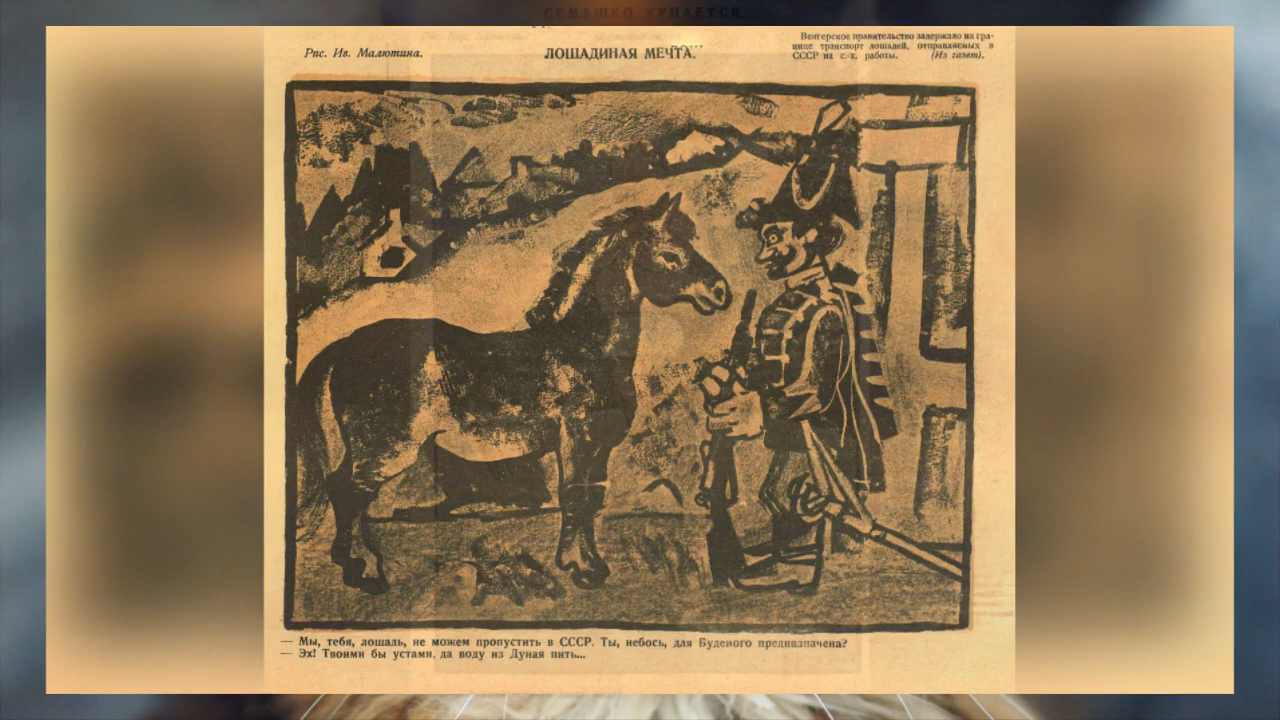 СЕМАШКО КУПАЕТСЯ
Рис. Ив. Малютина.
ЛОШАДИНАЯ МЕЧТА.
Венгерское правительство задержало на гра-
нице транспорт лошадей, отправляемых в
СССР на с.-х. работы. (Из газет).
— Мы, тебя, лошадь, не можем пропустить в СССР. Ты, небось, для Буденого предназначена?
— Эх! Твоими бы устами, да воду из Дуная пить...